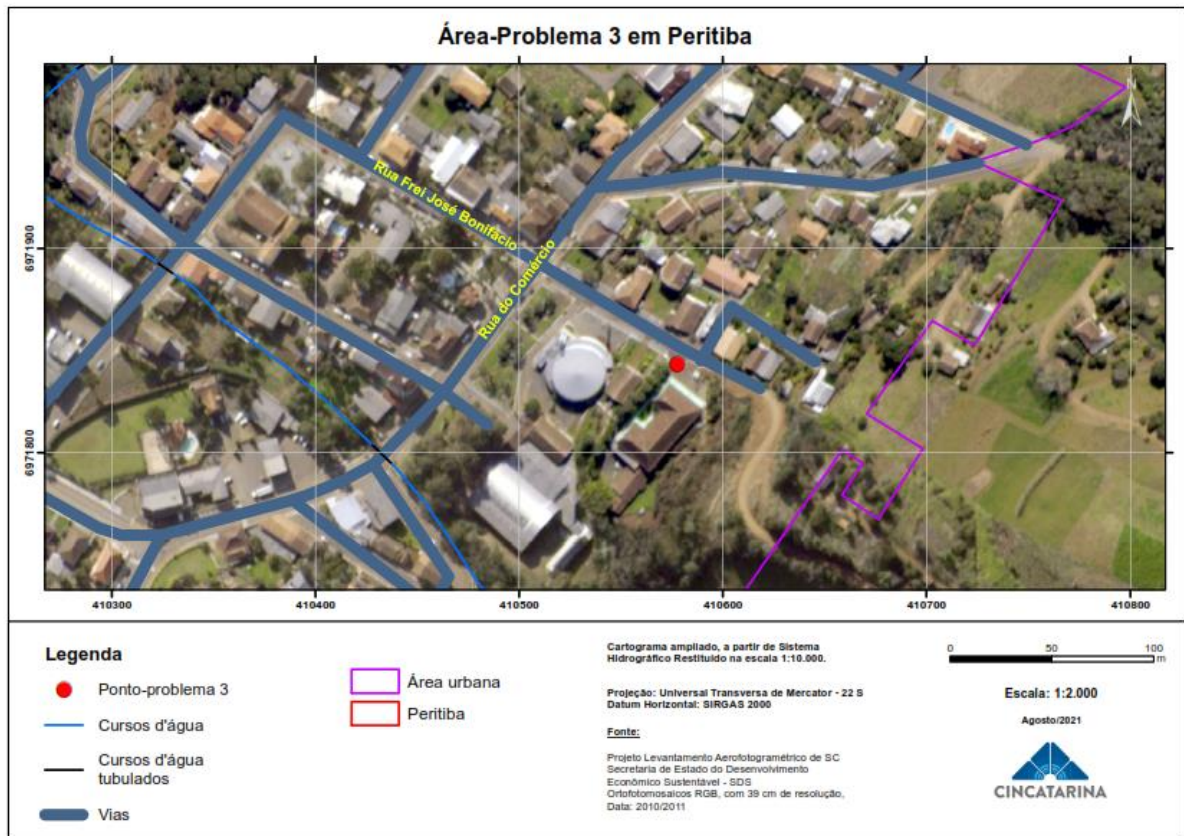 Área-Problema 3 em Peritiba
Rua Frei José Bonifácio
Rua do Comércio
6971900
6971800
410300
410400
410500
410600
410700
410800
Legenda
Ponto-problema 3
Cursos d'água
Cursos d'água
tubulados
Vias
Área urbana
Peritiba
Cartograma ampliado, a partir de Sistema
Hidrográfico Restituído na escala 1:10.000.
Projeção: Universal Transversa de Mercator - 22 S
Datum Horizontal: SIRGAS 2000
Fonte:
Projeto Levantamento Aerofotogramétrico de SC
Secretaria de Estado do Desenvolvimento
Econômico Sustentável - SDS
Ortofotomosaicos RGB, com 39 cm de resolução,
Data: 2010/2011
0 50 100
m
Escala: 1:2.000
Agosto/2021
CINCATARINA